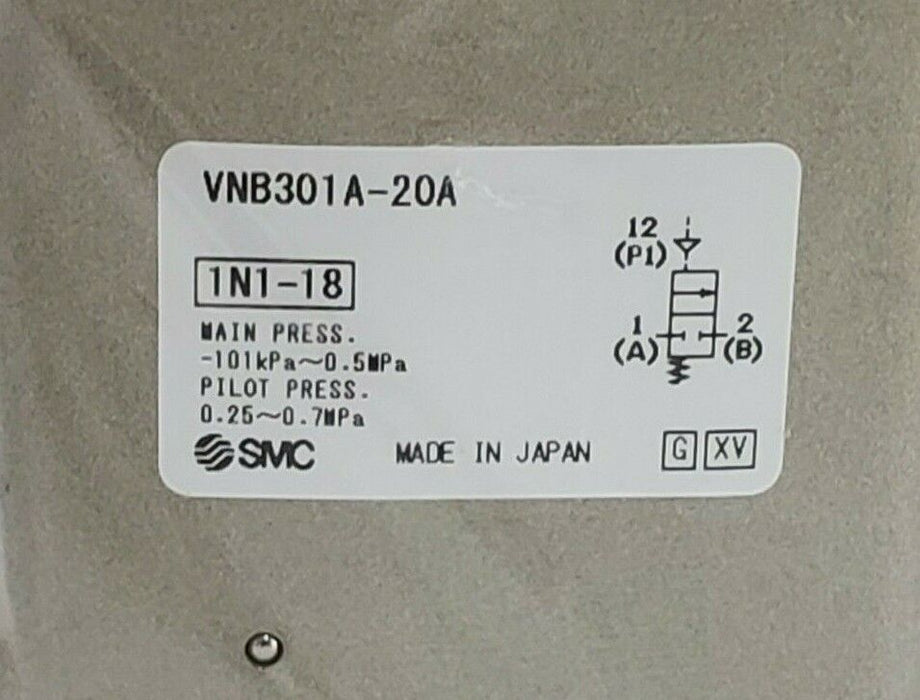 VNB301A-20A
1N1-18
MAIN PRESS.
-101kPa～0.5MPa
PILOT PRESS.
0.25～0.7MPa
SMC
MADE IN JAPAN
G XV
12
(P1)
1
(A)
2
(B)